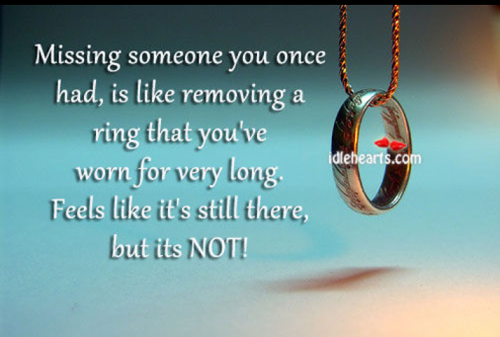 Missing someone you once
had, is like removing a
ring that you've
worn for very long.
Feels like it's still there,
but its NOT!
idlehearts.com